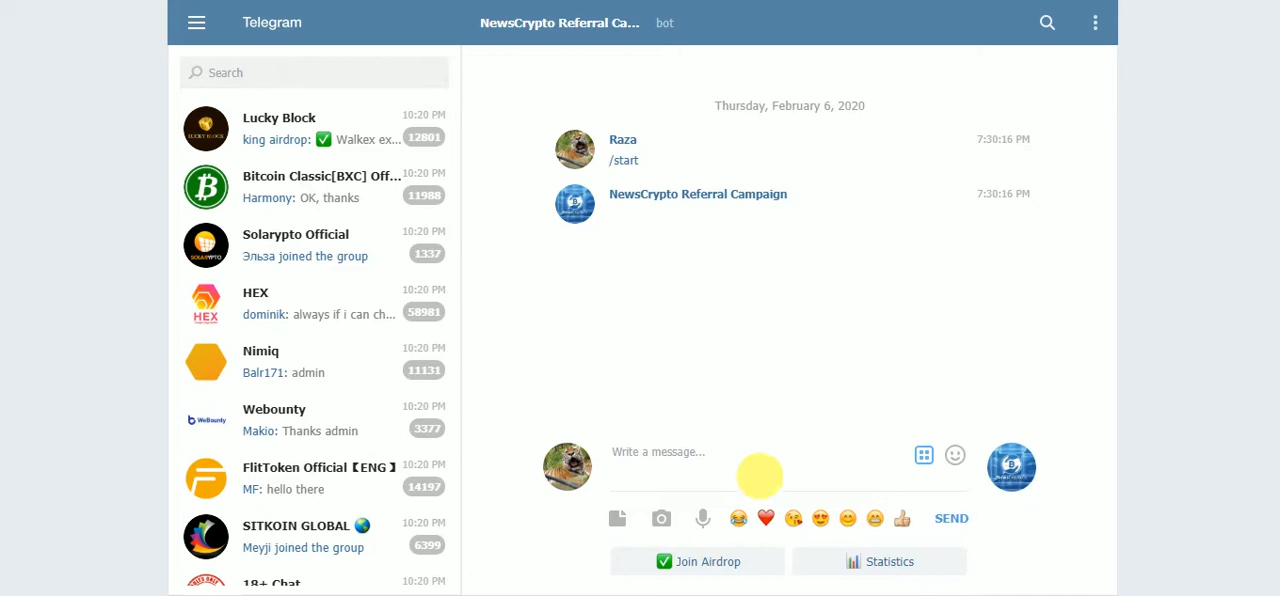 Telegram
NewsCrypto Referral Ca... bot
Search
Lucky Block 10:20 PM
king airdrop: ✅ Walkex ex... 12801
Bitcoin Classic[BXC] Off... 10:20 PM
Harmony: OK, thanks 11988
Solarypto Official 10:20 PM
Эльза joined the group 1337
HEX 10:20 PM
dominik: always if i can ch... 58981
HEX
Nimiq 10:20 PM
Balr171: admin 11131
Webounty 10:20 PM
WeBounty
Makio: Thanks admin 3377
FlitToken Official【ENG】 10:20 PM
MF: hello there 14197
SITKOIN GLOBAL 🌏 10:20 PM
Meyji joined the group 6399
18+ Chat 10:20 PM
Thursday, February 6, 2020
Raza 7:30:16 PM
/start
NewsCrypto Referral Campaign 7:30:16 PM
Write a message...
SEND
✅ Join Airdrop 📊 Statistics